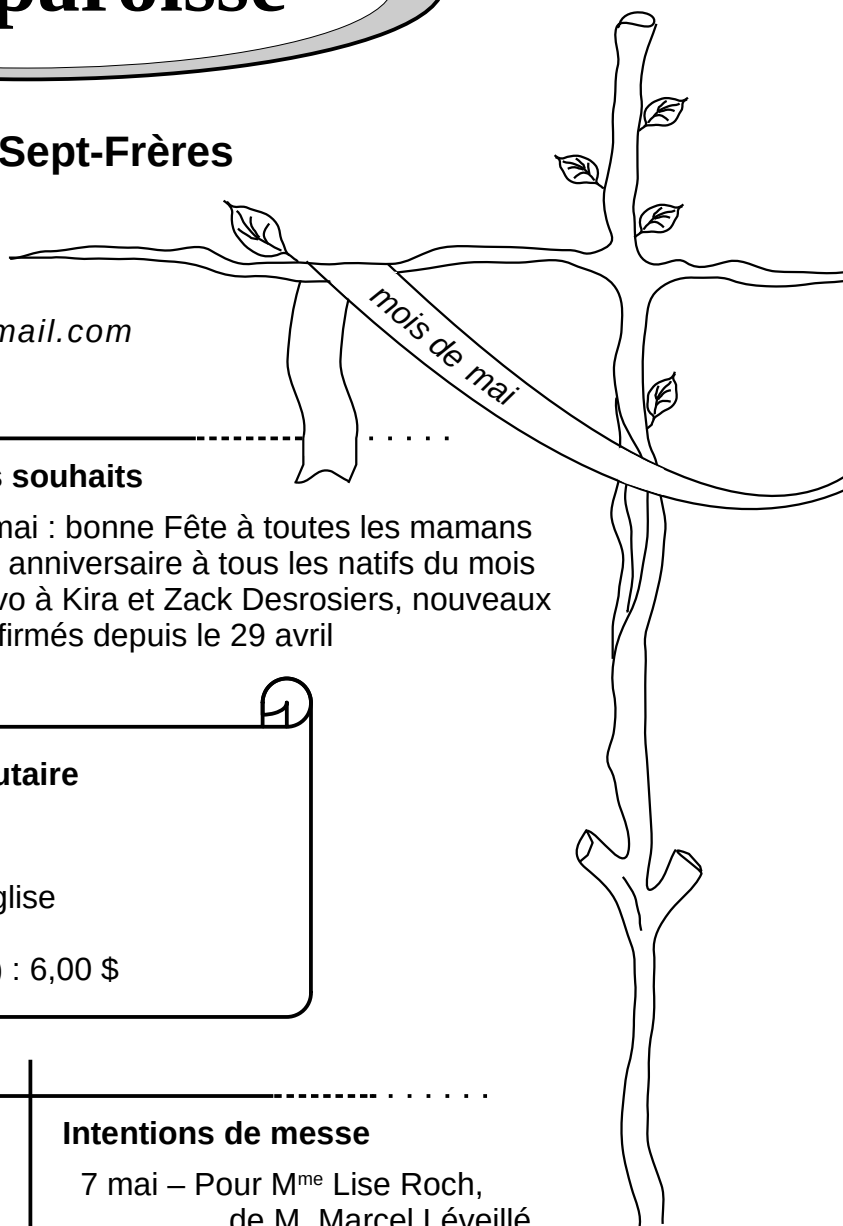 paroisse
Sept-Frères
mail.com
mois de mai
souhaits
mai : bonne Fête à toutes les mamans
anniversaire à tous les natifs du mois
vo à Kira et Zack Desrosiers, nouveaux
firmés depuis le 29 avril
utaire
glise
) : 6,00 $
Intentions de messe
7 mai – Pour Mme Lise Roch,
de M. Marcel Léveillé